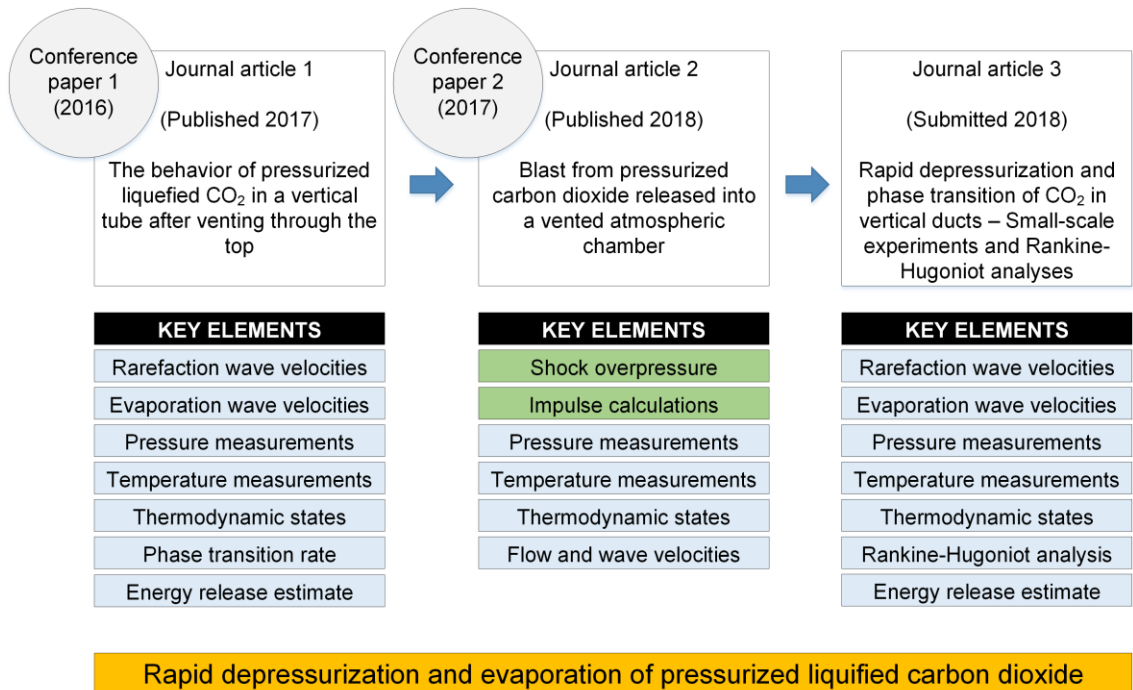 Conference
paper 1
(2016)
Journal article 1
(Published 2017)
The behavior of pressurized
liquefied CO₂ in a vertical
tube after venting through the
top
KEY ELEMENTS
Rarefaction wave velocities
Evaporation wave velocities
Pressure measurements
Temperature measurements
Thermodynamic states
Phase transition rate
Energy release estimate
Conference
paper 2
(2017)
Journal article 2
(Published 2018)
Blast from pressurized
carbon dioxide released into
a vented atmospheric
chamber
KEY ELEMENTS
Shock overpressure
Impulse calculations
Pressure measurements
Temperature measurements
Thermodynamic states
Flow and wave velocities
Journal article 3
(Submitted 2018)
Rapid depressurization and
phase transition of CO₂ in
vertical ducts – Small-scale
experiments and Rankine-
Hugoniot analyses
KEY ELEMENTS
Rarefaction wave velocities
Evaporation wave velocities
Pressure measurements
Temperature measurements
Thermodynamic states
Rankine-Hugoniot analysis
Energy release estimate
Rapid depressurization and evaporation of pressurized liquified carbon dioxide